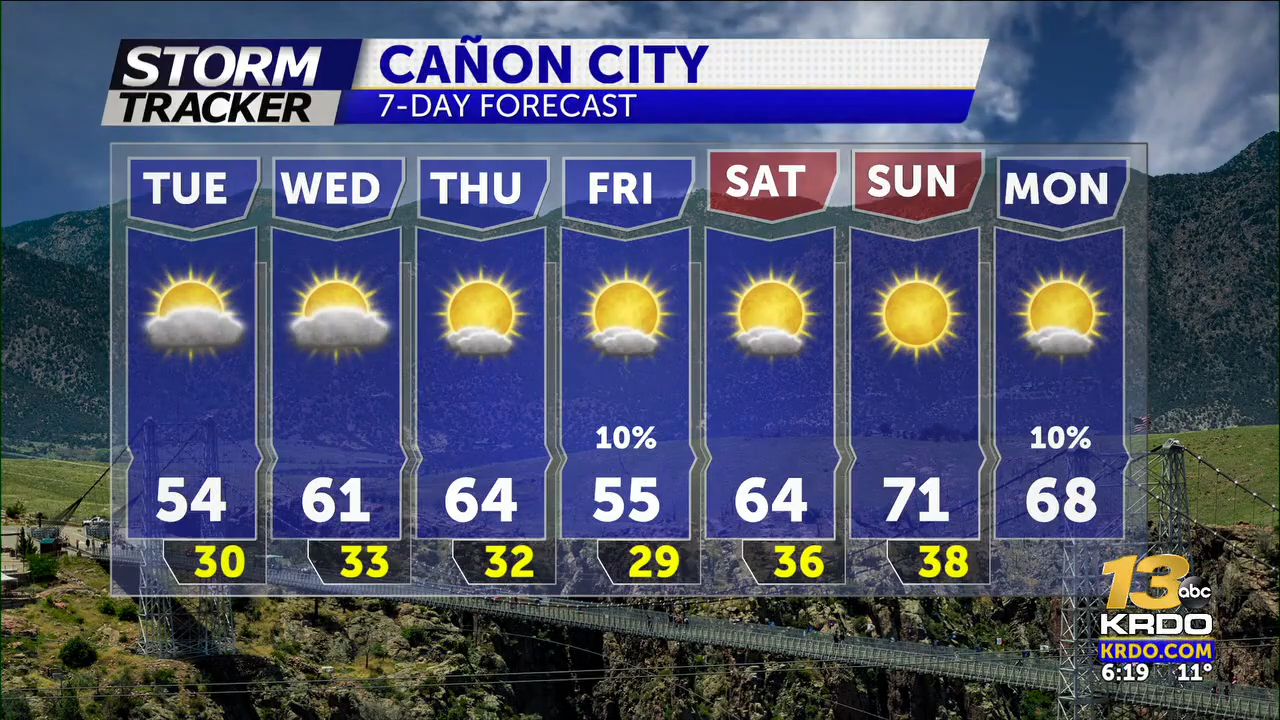 STORM
TRACKER
CAÑON CITY
7-DAY FORECAST
TUE WED THU FRI SAT SUN MON
10% 10%
54 61 64 55 64 71 68
30 33 32 29 36 38
13 abc
KRDO
KRDO.COM
6:19 11°